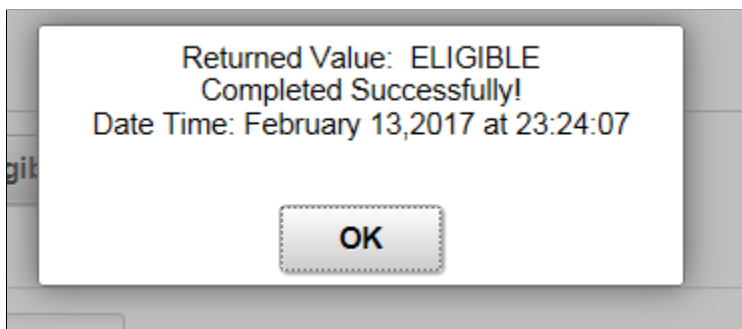 Returned Value:  ELIGIBLE
Completed Successfully!
Date Time: February 13,2017 at 23:24:07
OK